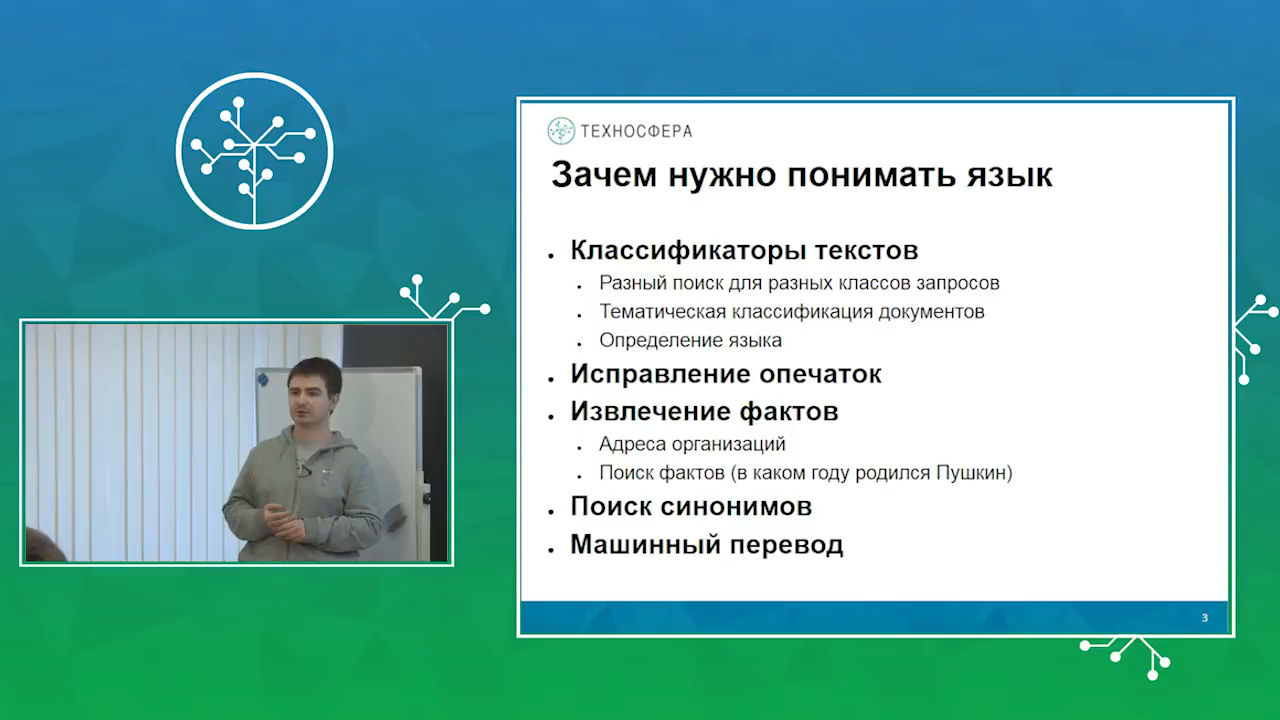 ТЕХНОСФЕРА
Зачем нужно понимать язык
Классификаторы текстов
Разный поиск для разных классов запросов
Тематическая классификация документов
Определение языка
Исправление опечаток
Извлечение фактов
Адреса организаций
Поиск фактов (в каком году родился Пушкин)
Поиск синонимов
Машинный перевод
3